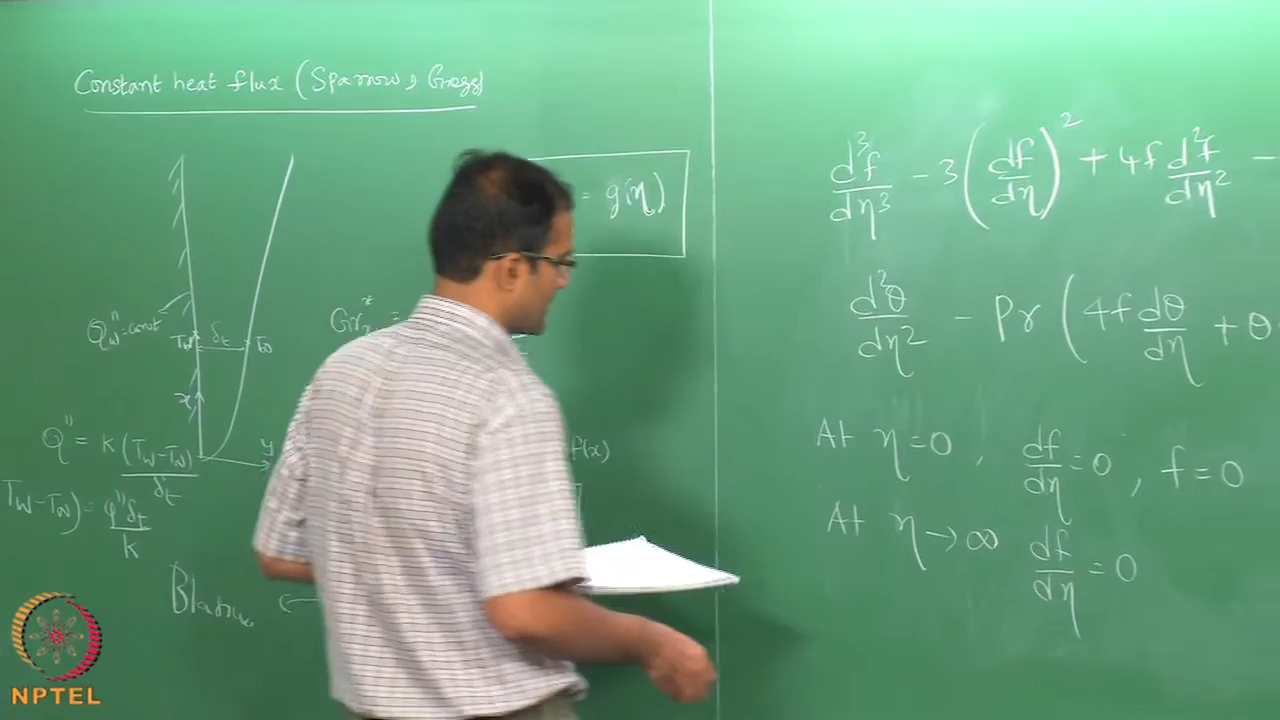 Constant heat flux (Sparrow, Gregg)
= g(η)
Q''w = const
Tw δt T∞
x
y
Grx* =
Q'' = K (Tw-T∞) / δt
Tw-T∞) = q''δt / k
f(x)
d³f/dη³ - 3(df/dη)² + 4f d²f/dη² -
d²θ/dη² - Pr (4f dθ/dη + θ
At η=0, df/dη=0, f=0
At η→∞ df/dη=0
NPTEL